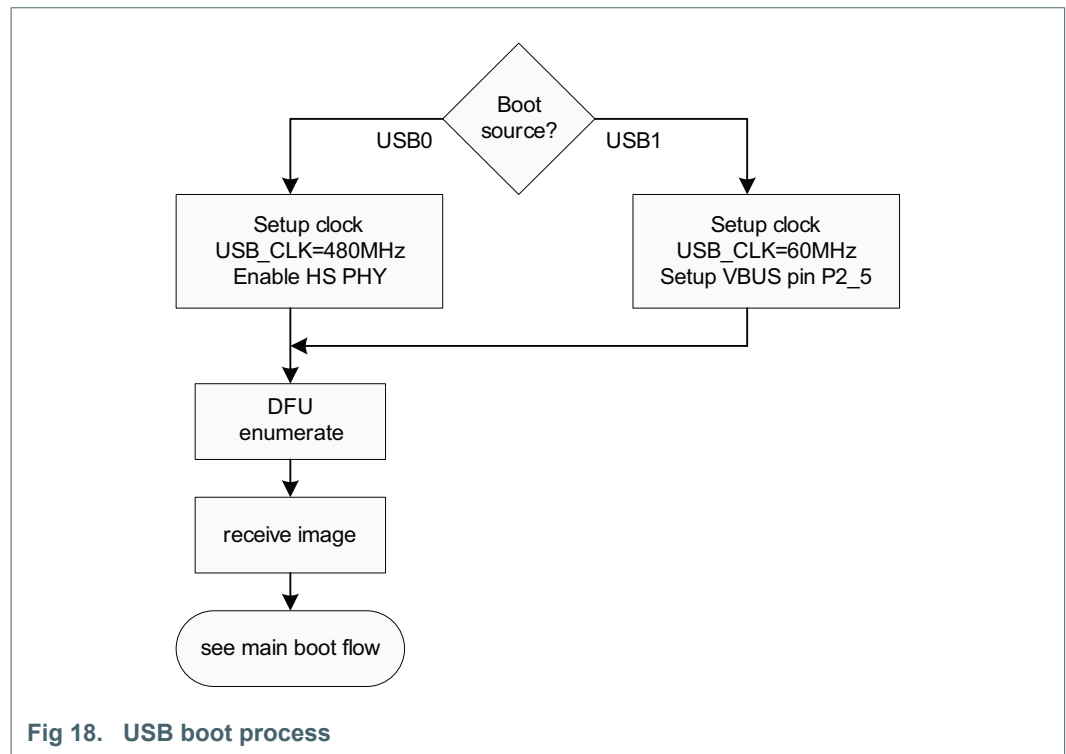 Boot
source?
USB0
USB1
Setup clock
USB_CLK=480MHz
Enable HS PHY
Setup clock
USB_CLK=60MHz
Setup VBUS pin P2_5
DFU
enumerate
receive image
see main boot flow
Fig 18. USB boot process